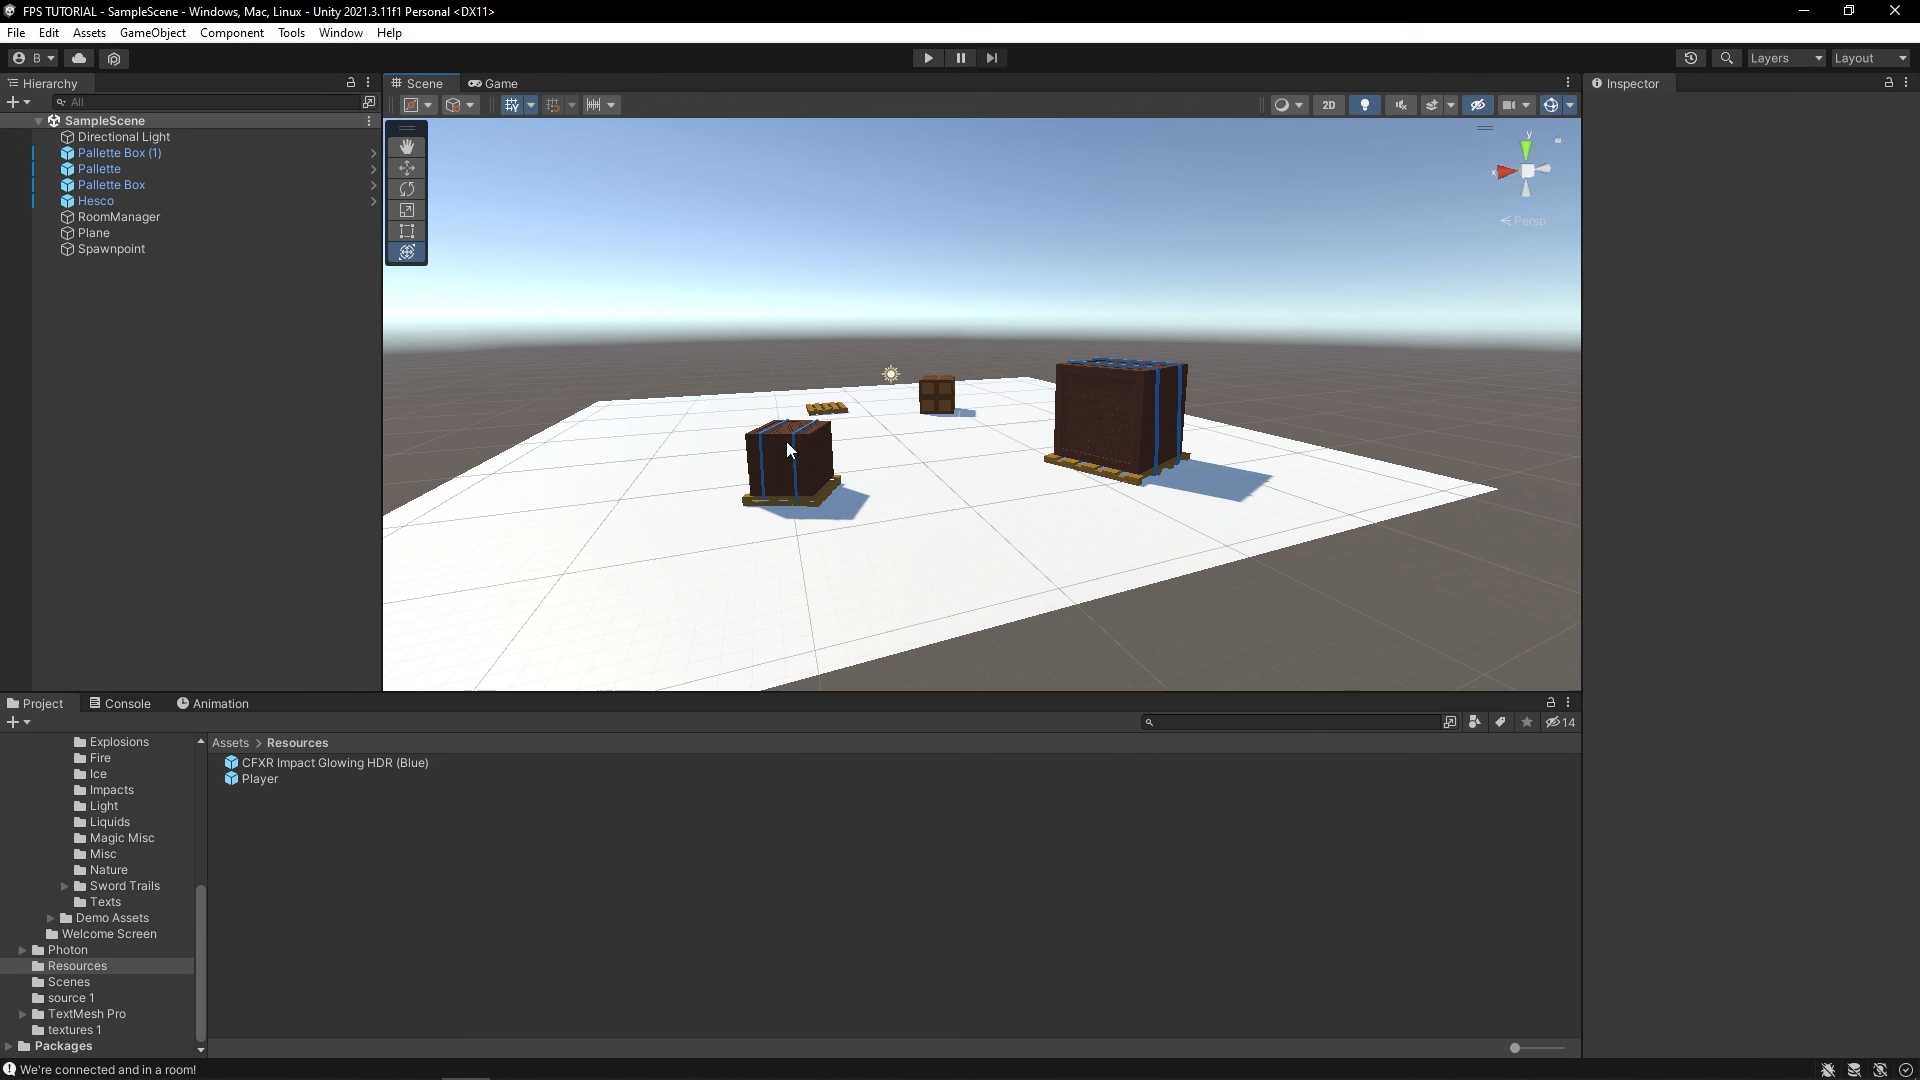 FPS TUTORIAL - SampleScene - Windows, Mac, Linux - Unity 2021.3.11f1 Personal <DX11>
File Edit Assets GameObject Component Tools Window Help
B Layers Layout
Hierarchy
All
SampleScene
Directional Light
Pallette Box (1)
Pallette
Pallette Box
Hesco
RoomManager
Plane
Spawnpoint
Scene Game
2D
y
x
Persp
Inspector
Project Console Animation
14
Explosions
Fire
Ice
Impacts
Light
Liquids
Magic Misc
Misc
Nature
Sword Trails
Texts
Demo Assets
Welcome Screen
Photon
Resources
Scenes
source 1
TextMesh Pro
textures 1
Packages
Assets > Resources
CFXR Impact Glowing HDR (Blue)
Player
We're connected and in a room!